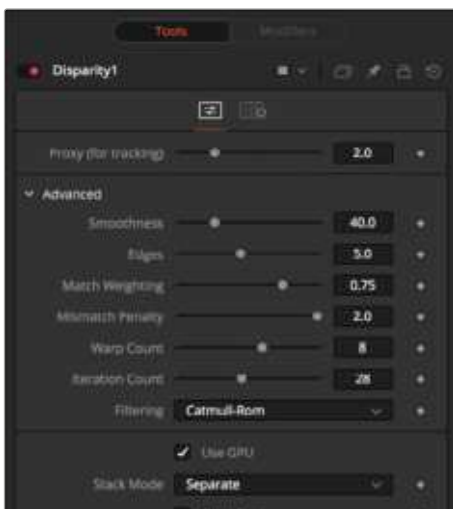 Tools Modifiers
Disparity1
Proxy (for tracking) 2.0
Advanced
Smoothness 40.0
Edges 5.0
Match Weighting 0.75
Mismatch Penalty 2.0
Warp Count 8
Iteration Count 28
Filtering Catmull-Rom
Use GPU
Stack Mode Separate